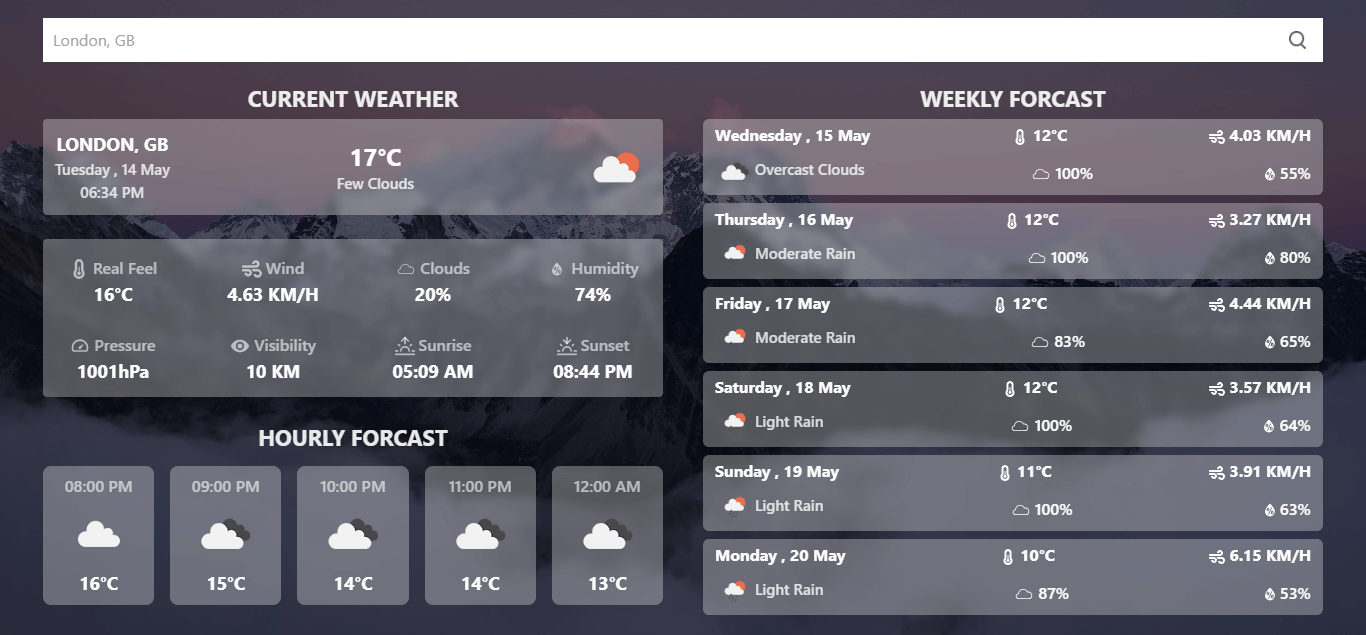 London, GB
CURRENT WEATHER
LONDON, GB
Tuesday , 14 May
06:34 PM
17°C
Few Clouds
Real Feel
16°C
Wind
4.63 KM/H
Clouds
20%
Humidity
74%
Pressure
1001hPa
Visibility
10 KM
Sunrise
05:09 AM
Sunset
08:44 PM
HOURLY FORCAST
08:00 PM
16°C
09:00 PM
15°C
10:00 PM
14°C
11:00 PM
14°C
12:00 AM
13°C
WEEKLY FORCAST
Wednesday , 15 May 12°C 4.03 KM/H
Overcast Clouds 100% 55%
Thursday , 16 May 12°C 3.27 KM/H
Moderate Rain 100% 80%
Friday , 17 May 12°C 4.44 KM/H
Moderate Rain 83% 65%
Saturday , 18 May 12°C 3.57 KM/H
Light Rain 100% 64%
Sunday , 19 May 11°C 3.91 KM/H
Light Rain 100% 63%
Monday , 20 May 10°C 6.15 KM/H
Light Rain 87% 53%